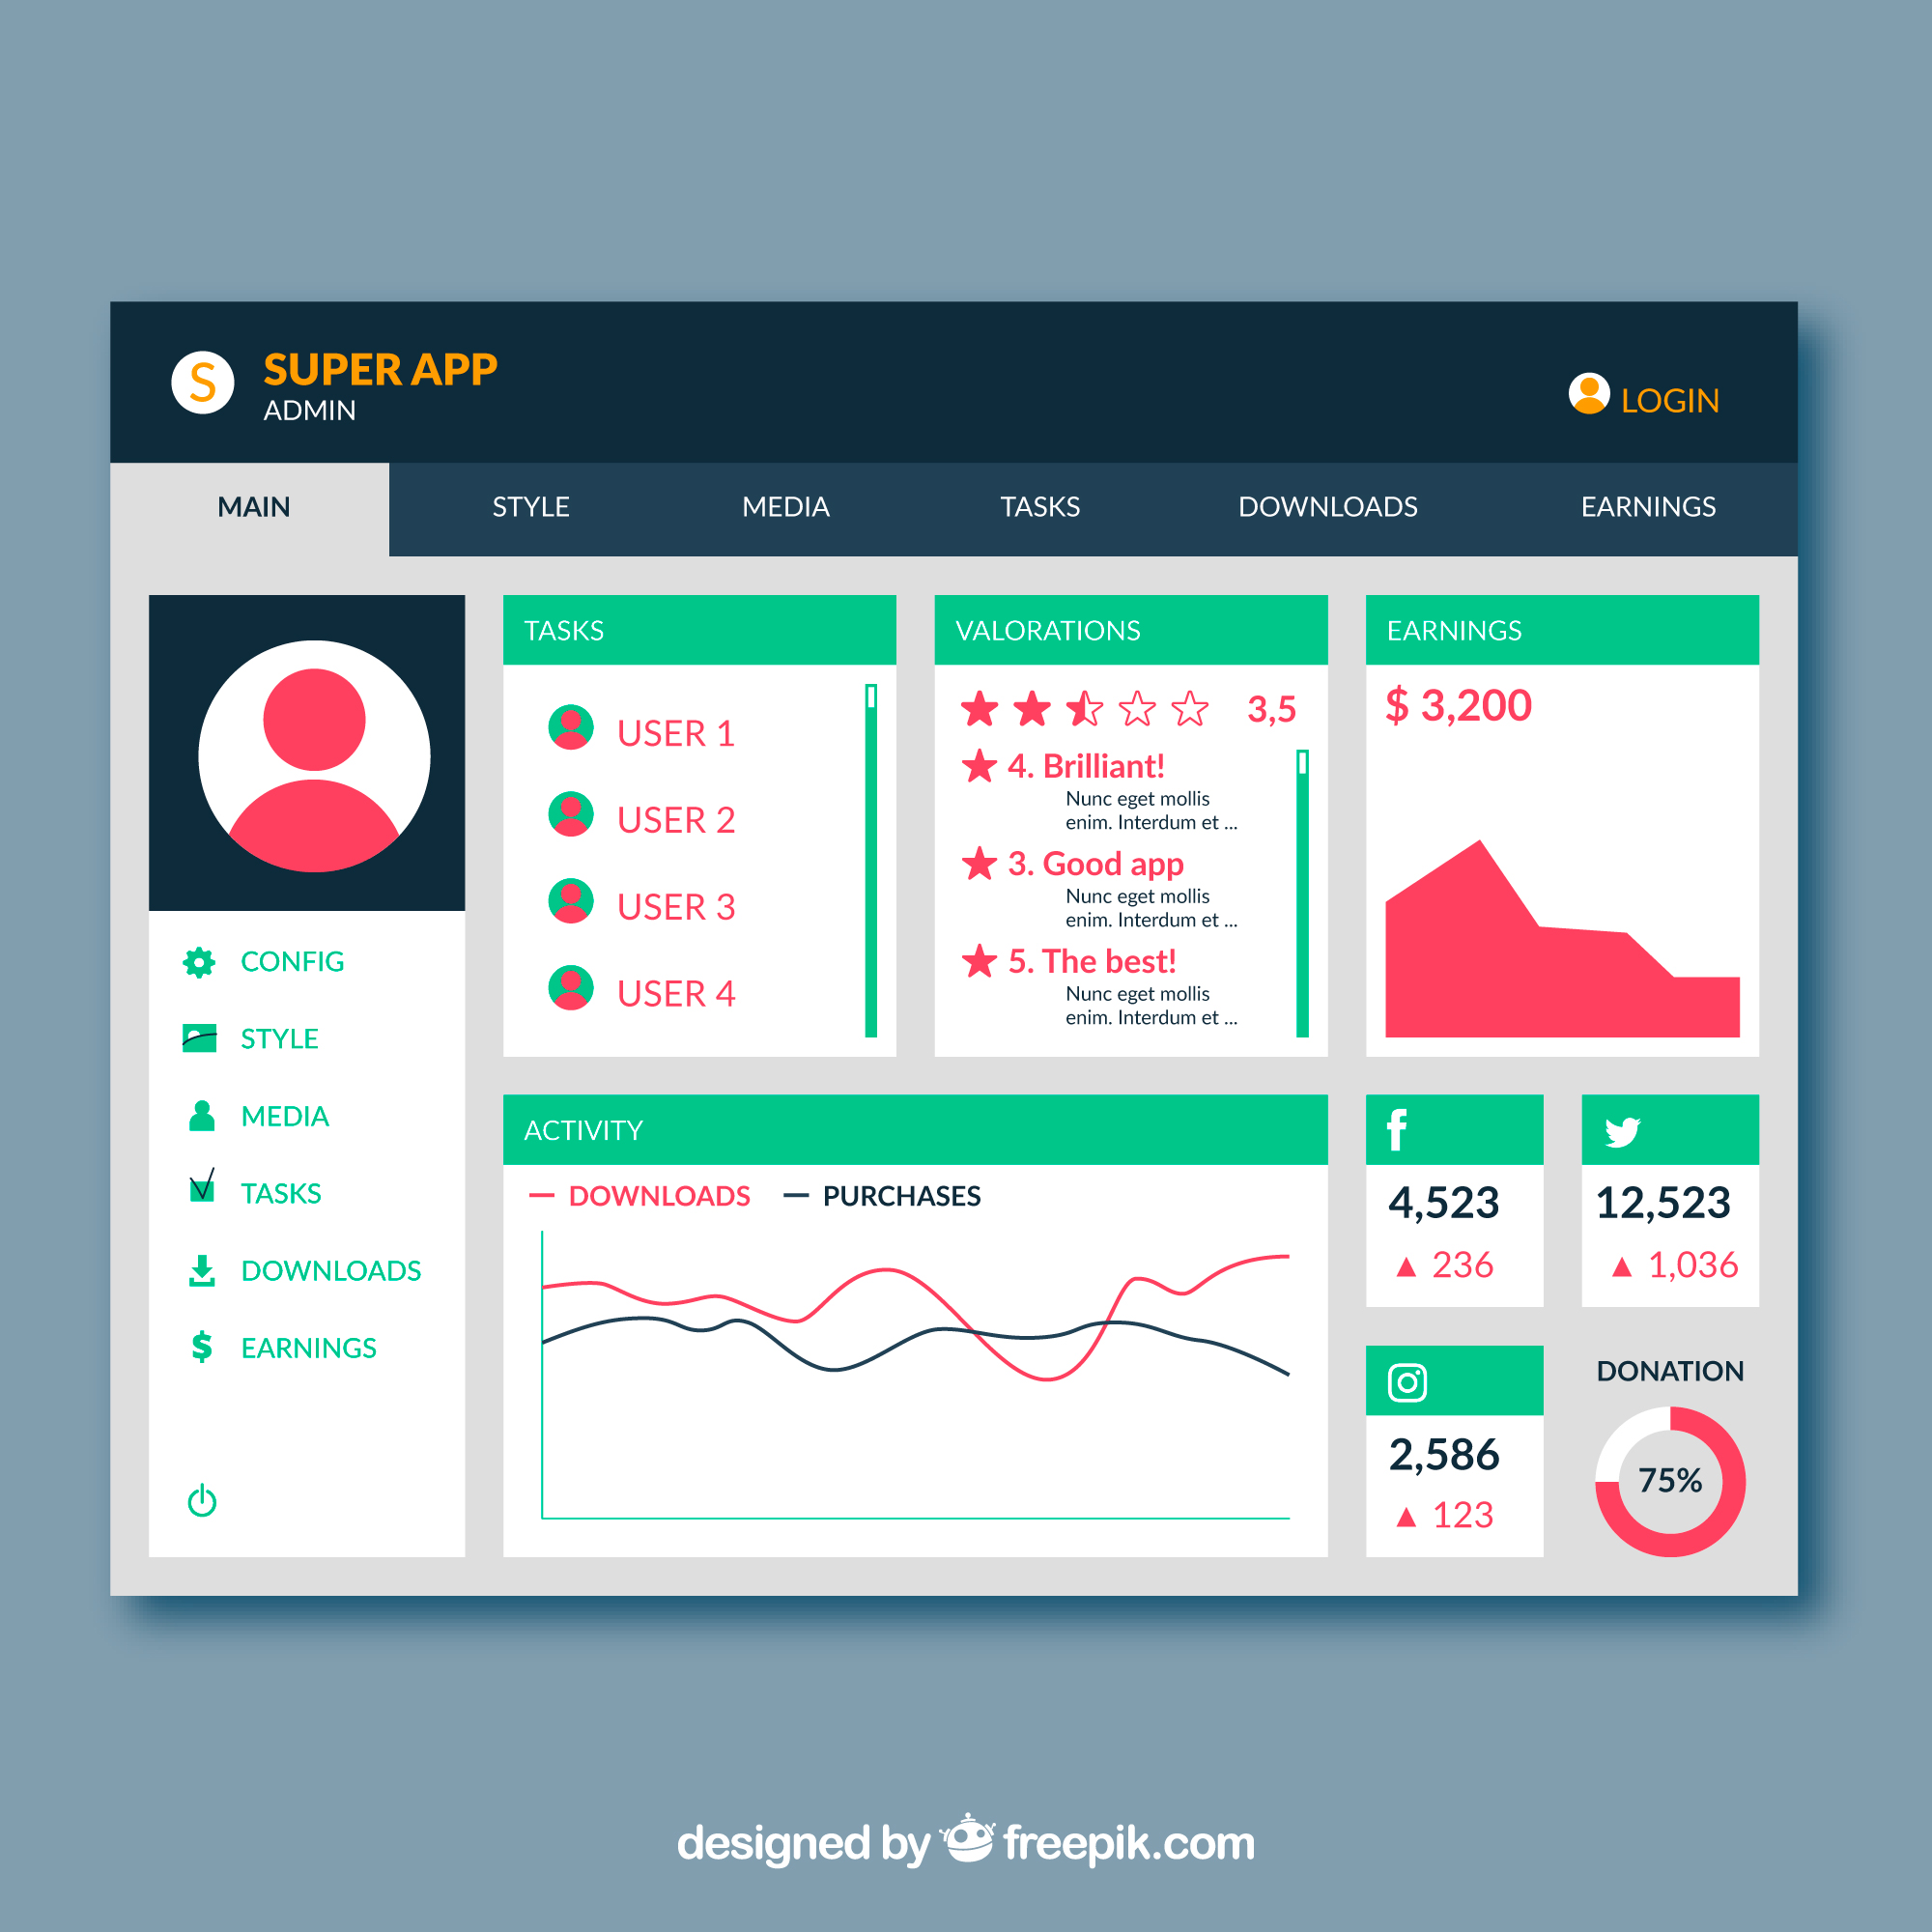 S
SUPER APP
ADMIN
LOGIN
MAIN
STYLE
MEDIA
TASKS
DOWNLOADS
EARNINGS
CONFIG
STYLE
MEDIA
TASKS
DOWNLOADS
$ EARNINGS
TASKS
USER 1
USER 2
USER 3
USER 4
VALORATIONS
3,5
4. Brilliant!
Nunc eget mollis
enim. Interdum et ...
3. Good app
Nunc eget mollis
enim. Interdum et ...
5. The best!
Nunc eget mollis
enim. Interdum et ...
EARNINGS
$ 3,200
ACTIVITY
DOWNLOADS
PURCHASES
f
4,523
▲ 236
12,523
▲ 1,036
2,586
▲ 123
DONATION
75%
designed by freepik.com